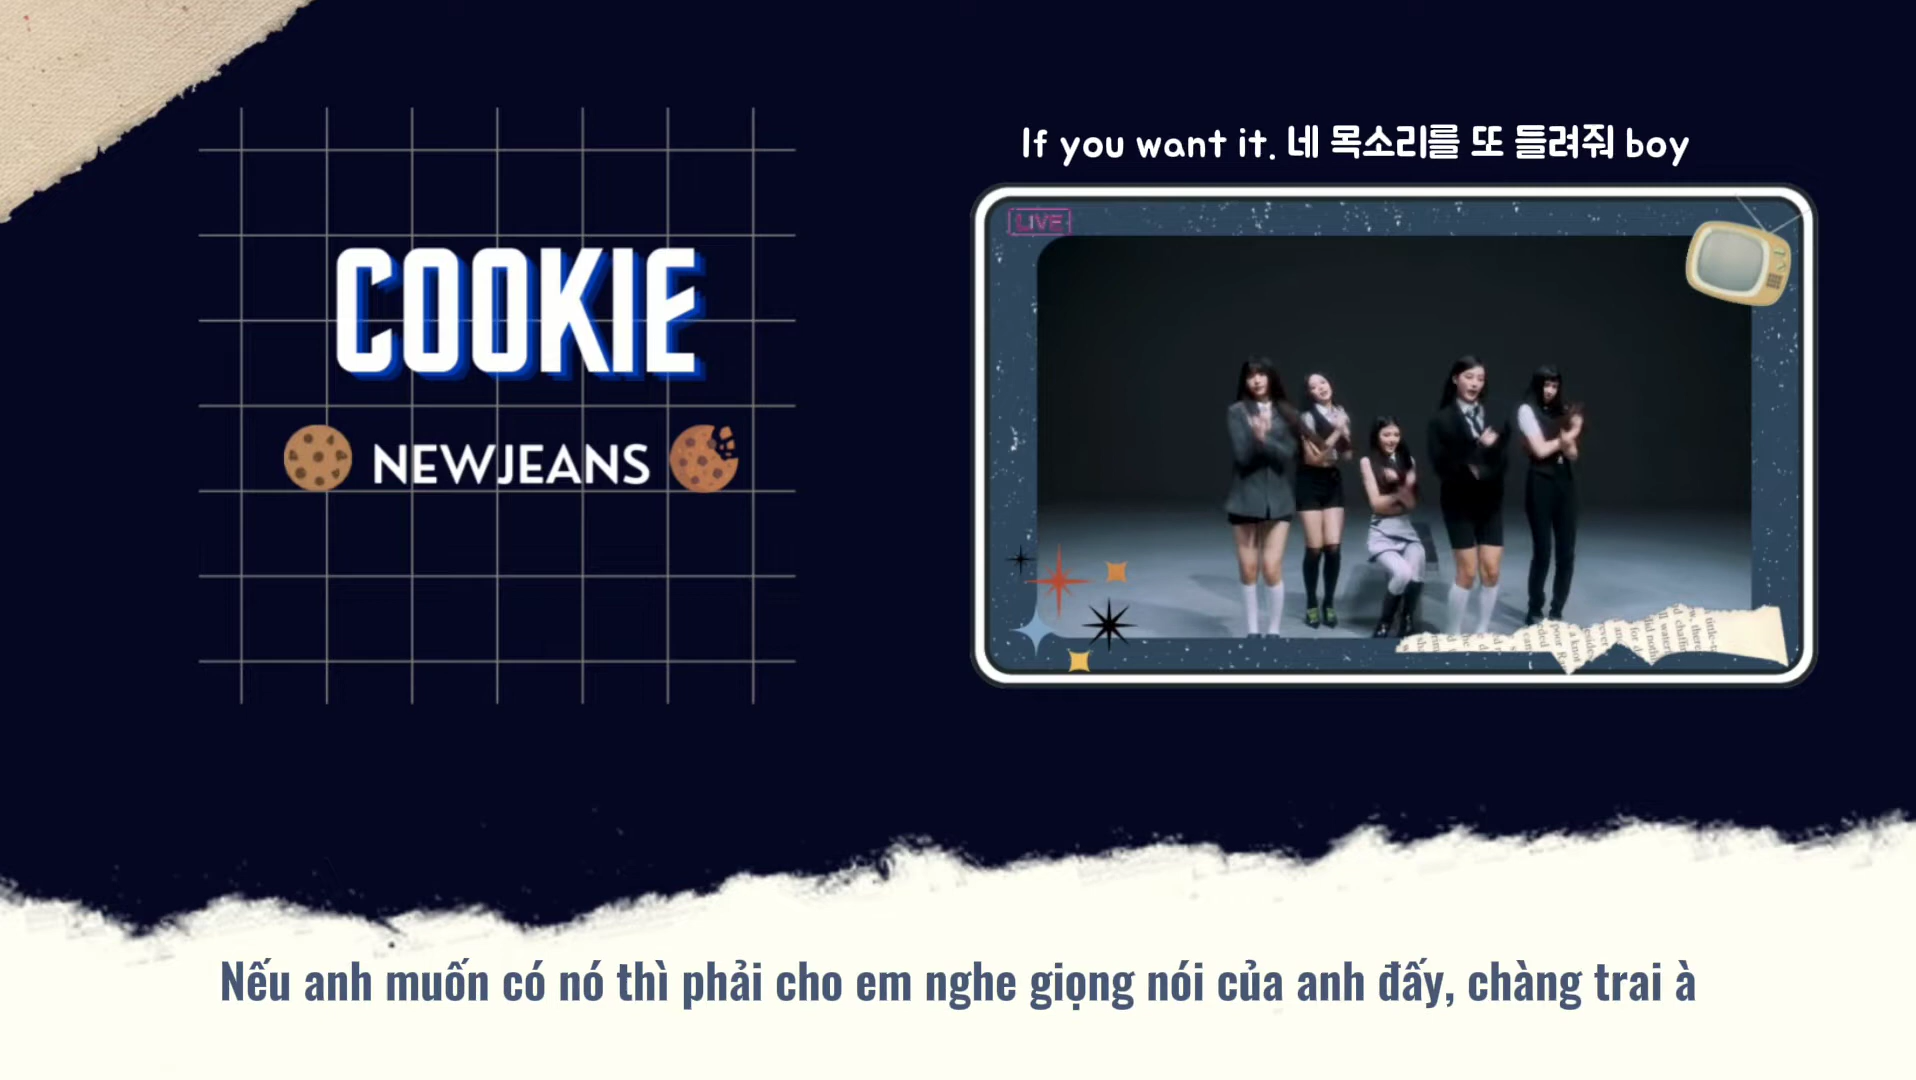 If you want it. 네 목소리를 또 들려줘 boy
LIVE
COOKIE
NEWJEANS
Nếu anh muốn có nó thì phải cho em nghe giọng nói của anh đấy, chàng trai à